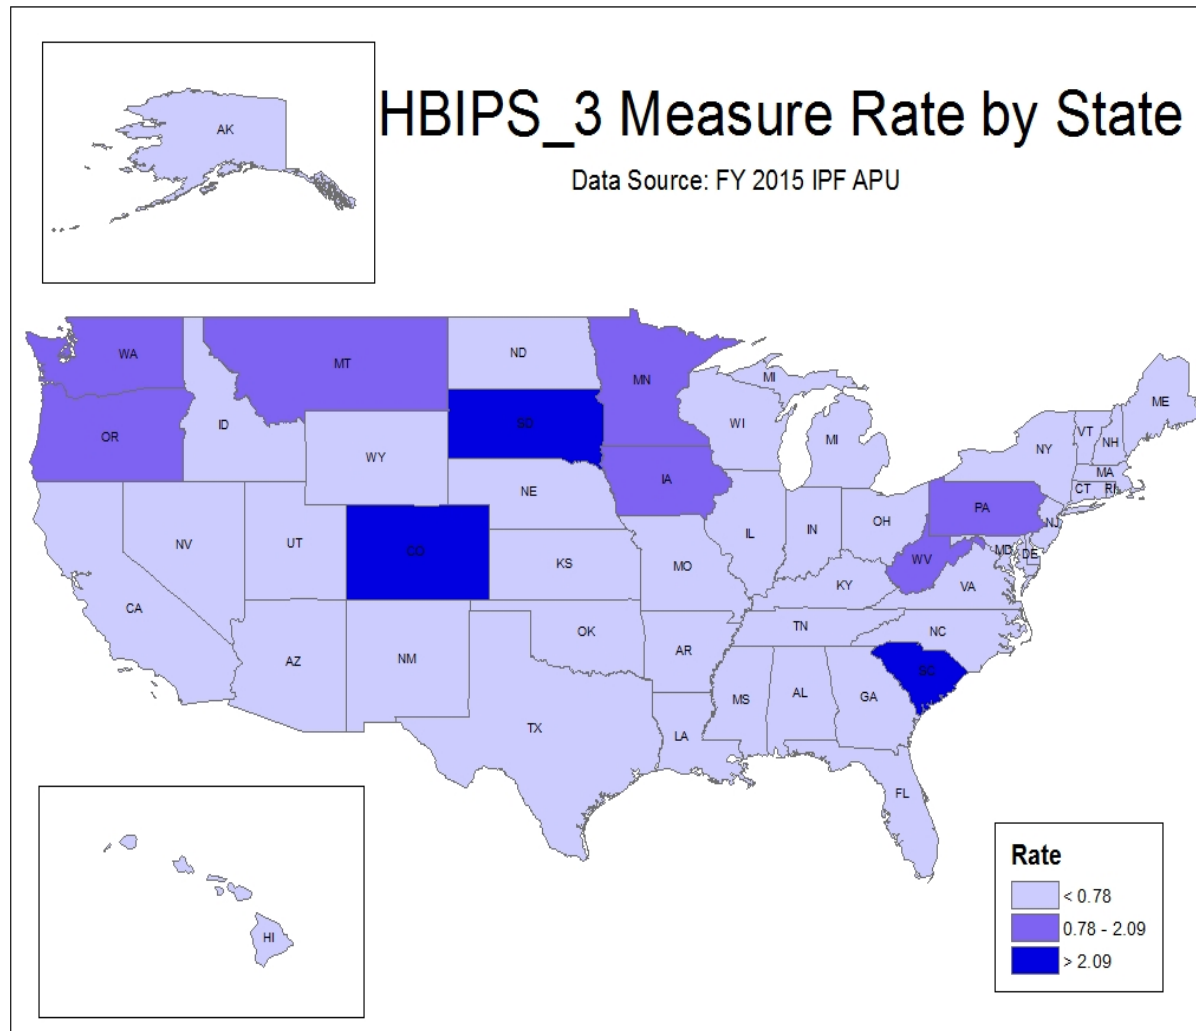 HBIPS_3 Measure Rate by State
Data Source: FY 2015 IPF APU
AK
WA
MT
ND
MN
MI
ME
OR
ID
SD
WI
MI
NY
VT
NH
WY
IA
MA
CT
RI
NE
PA
NJ
NV
UT
CO
IL
IN
OH
MD
DE
WV
KS
MO
KY
VA
CA
TN
NC
OK
AZ
NM
AR
SC
MS
AL
GA
TX
LA
FL
HI
Rate
< 0.78
0.78 - 2.09
> 2.09